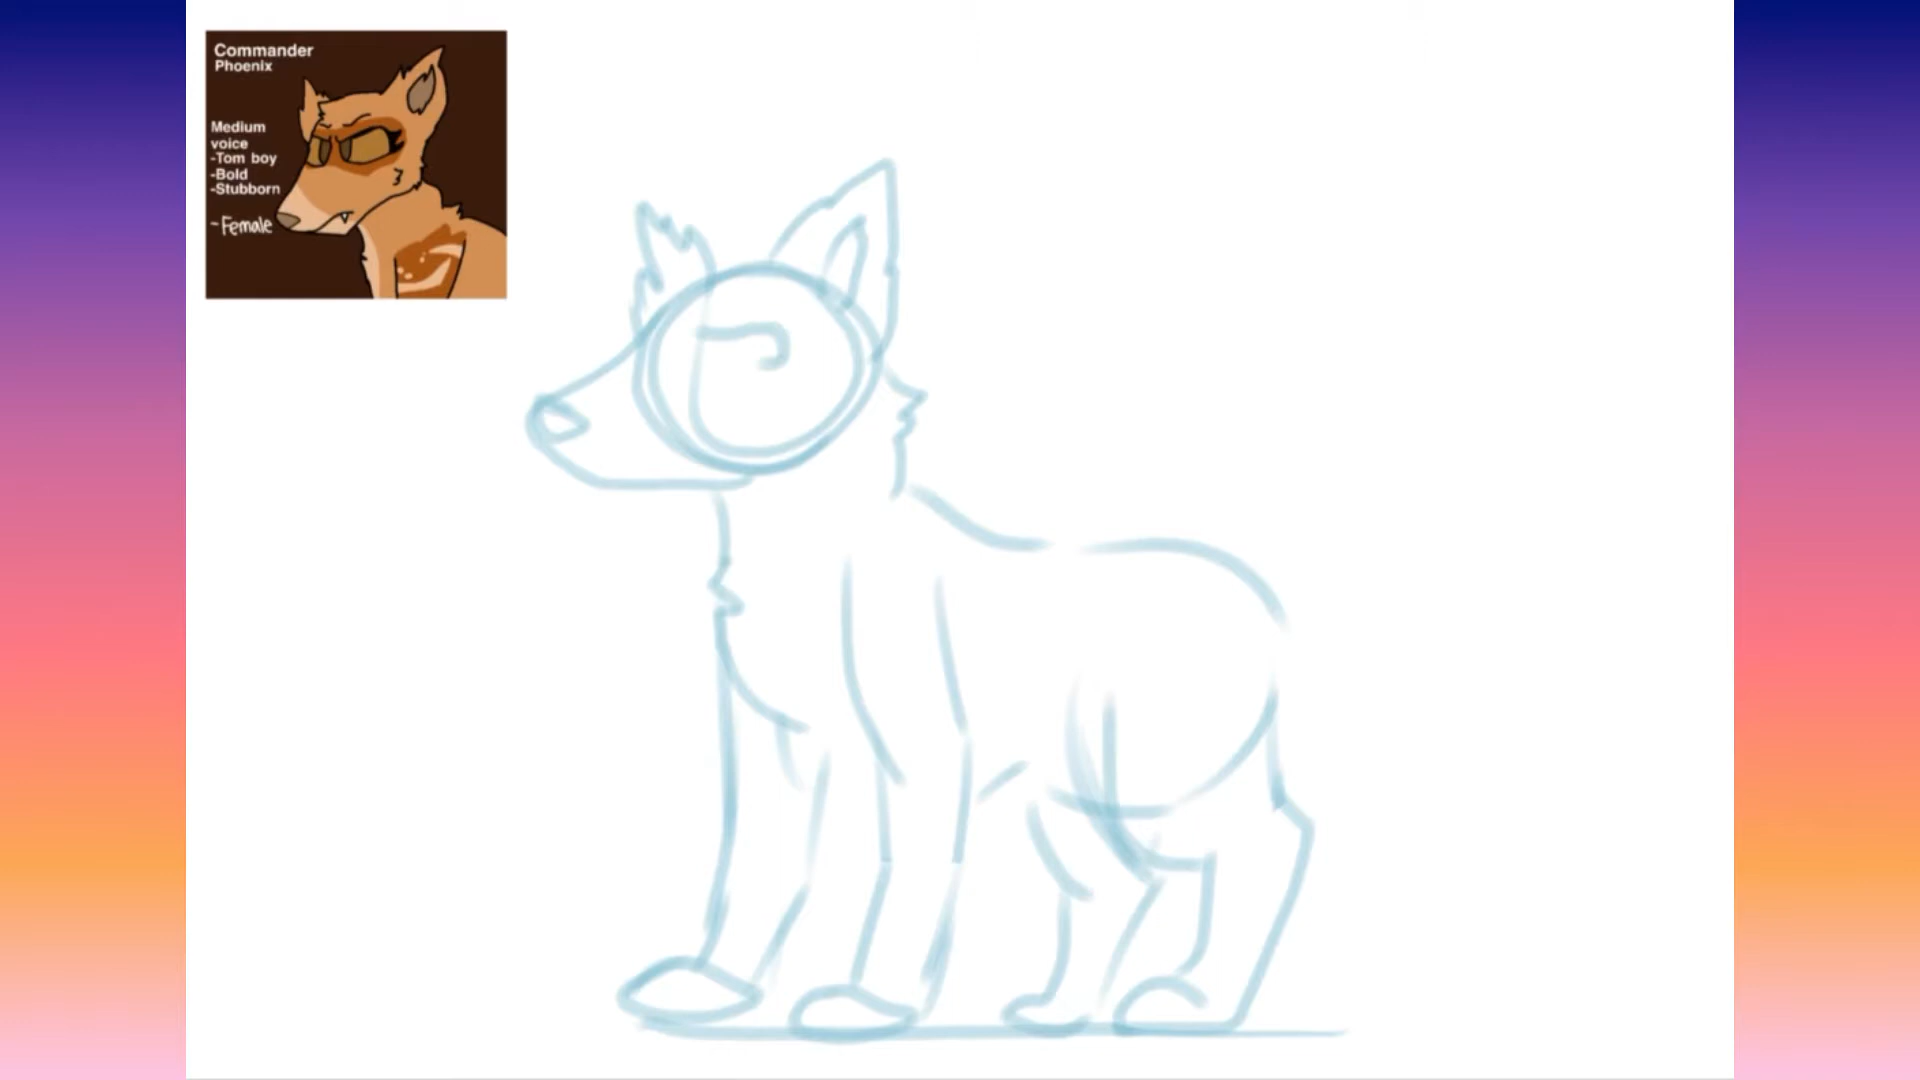 Commander
Phoenix
Medium
voice
-Tom boy
-Bold
-Stubborn
~Female